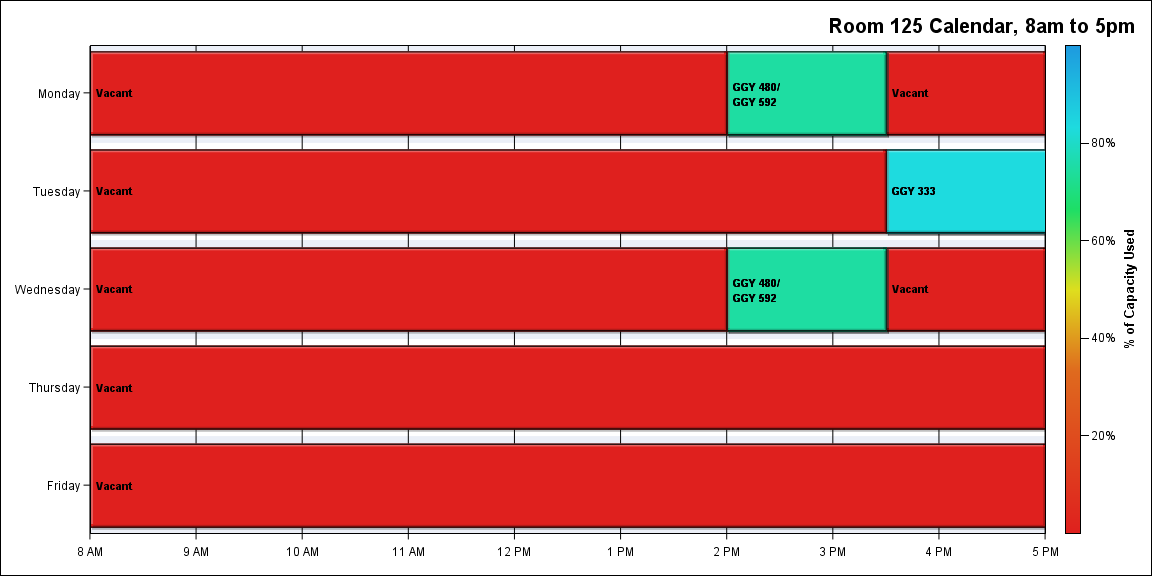 Room 125 Calendar, 8am to 5pm
Monday
Vacant
GGY 480/
GGY 592
Vacant
Tuesday
Vacant
GGY 333
Wednesday
Vacant
GGY 480/
GGY 592
Vacant
Thursday
Vacant
Friday
Vacant
8 AM
9 AM
10 AM
11 AM
12 PM
1 PM
2 PM
3 PM
4 PM
5 PM
80%
60%
40%
20%
% of Capacity Used